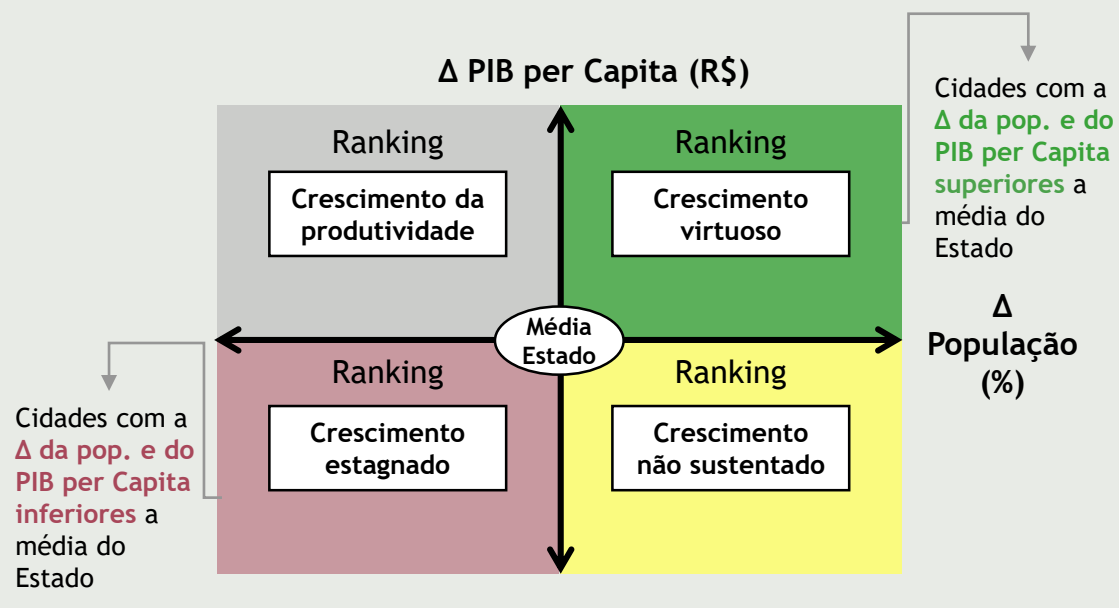 Δ PIB per Capita (R$)
Cidades com a
Δ da pop. e do
PIB per Capita
superiores a
média do
Estado
Ranking
Crescimento da
produtividade
Ranking
Crescimento
virtuoso
Média
Estado
Δ
População
(%)
Ranking
Crescimento
estagnado
Ranking
Crescimento
não sustentado
Cidades com a
Δ da pop. e do
PIB per Capita
inferiores a
média do
Estado